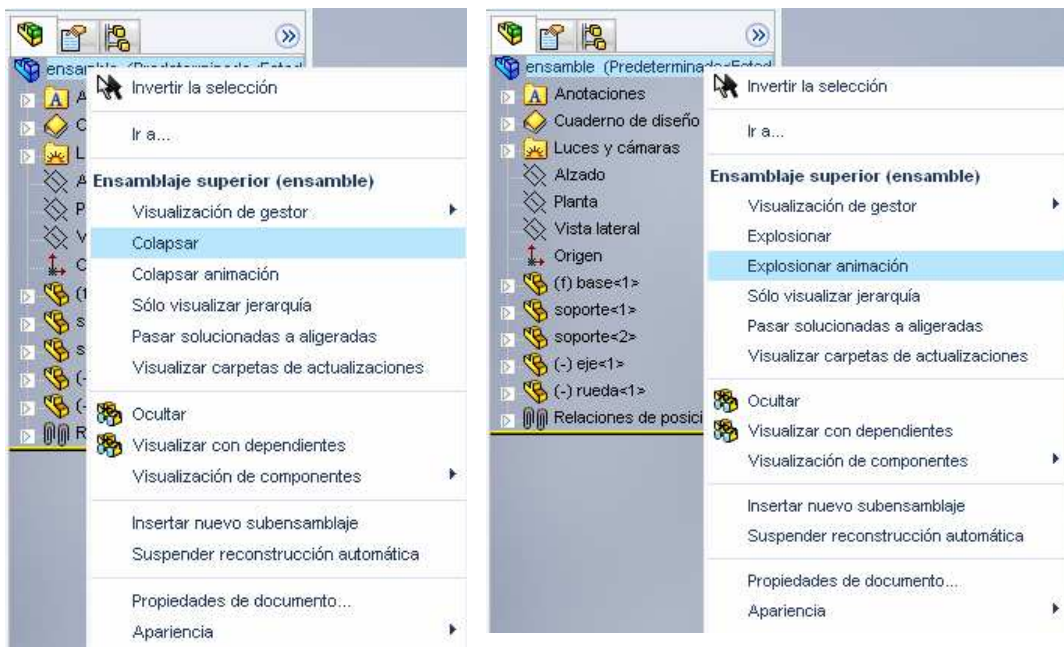 ensamble (Predeterminado<Estad
Invertir la selección
Ir a...
Ensamblaje superior (ensamble)
Visualización de gestor
Colapsar
Colapsar animación
Sólo visualizar jerarquía
Pasar solucionadas a aligeradas
Visualizar carpetas de actualizaciones
Ocultar
Visualizar con dependientes
Visualización de componentes
Insertar nuevo subensamblaje
Suspender reconstrucción automática
Propiedades de documento...
Apariencia
ensamble (Predeterminado<Estad
Anotaciones
Cuaderno de diseño
Luces y cámaras
Alzado
Planta
Vista lateral
Origen
(f) base<1>
soporte<1>
soporte<2>
(-) eje<1>
(-) rueda<1>
Relaciones de posici
Invertir la selección
Ir a...
Ensamblaje superior (ensamble)
Visualización de gestor
Explosionar
Explosionar animación
Sólo visualizar jerarquía
Pasar solucionadas a aligeradas
Visualizar carpetas de actualizaciones
Ocultar
Visualizar con dependientes
Visualización de componentes
Insertar nuevo subensamblaje
Suspender reconstrucción automática
Propiedades de documento...
Apariencia